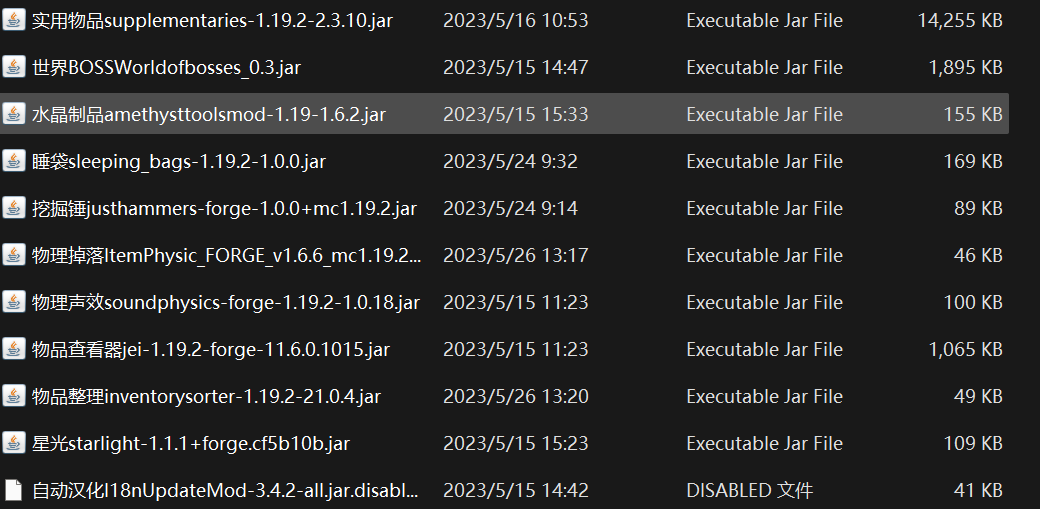 实用物品supplementaries-1.19.2-2.3.10.jar 2023/5/16 10:53 Executable Jar File 14,255 KB
世界BOSSWorldofbosses_0.3.jar 2023/5/15 14:47 Executable Jar File 1,895 KB
水晶制品amethysttoolsmod-1.19-1.6.2.jar 2023/5/15 15:33 Executable Jar File 155 KB
睡袋sleeping_bags-1.19.2-1.0.0.jar 2023/5/24 9:32 Executable Jar File 169 KB
挖掘锤justhammers-forge-1.0.0+mc1.19.2.jar 2023/5/24 9:14 Executable Jar File 89 KB
物理掉落ItemPhysic_FORGE_v1.6.6_mc1.19.2... 2023/5/26 13:17 Executable Jar File 46 KB
物理声效soundphysics-forge-1.19.2-1.0.18.jar 2023/5/15 11:23 Executable Jar File 100 KB
物品查看器jei-1.19.2-forge-11.6.0.1015.jar 2023/5/15 11:23 Executable Jar File 1,065 KB
物品整理inventorysorter-1.19.2-21.0.4.jar 2023/5/26 13:20 Executable Jar File 49 KB
星光starlight-1.1.1+forge.cf5b10b.jar 2023/5/15 15:23 Executable Jar File 109 KB
自动汉化I18nUpdateMod-3.4.2-all.jar.disabl... 2023/5/15 14:42 DISABLED 文件 41 KB